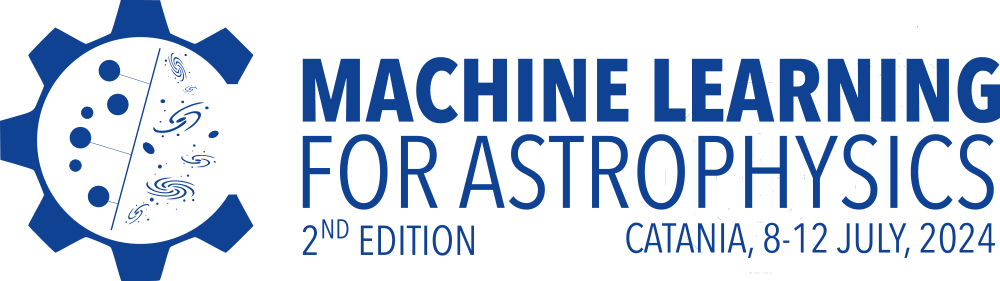 MACHINE LEARNING
FOR ASTROPHYSICS
2ND EDITION
CATANIA, 8-12 JULY, 2024